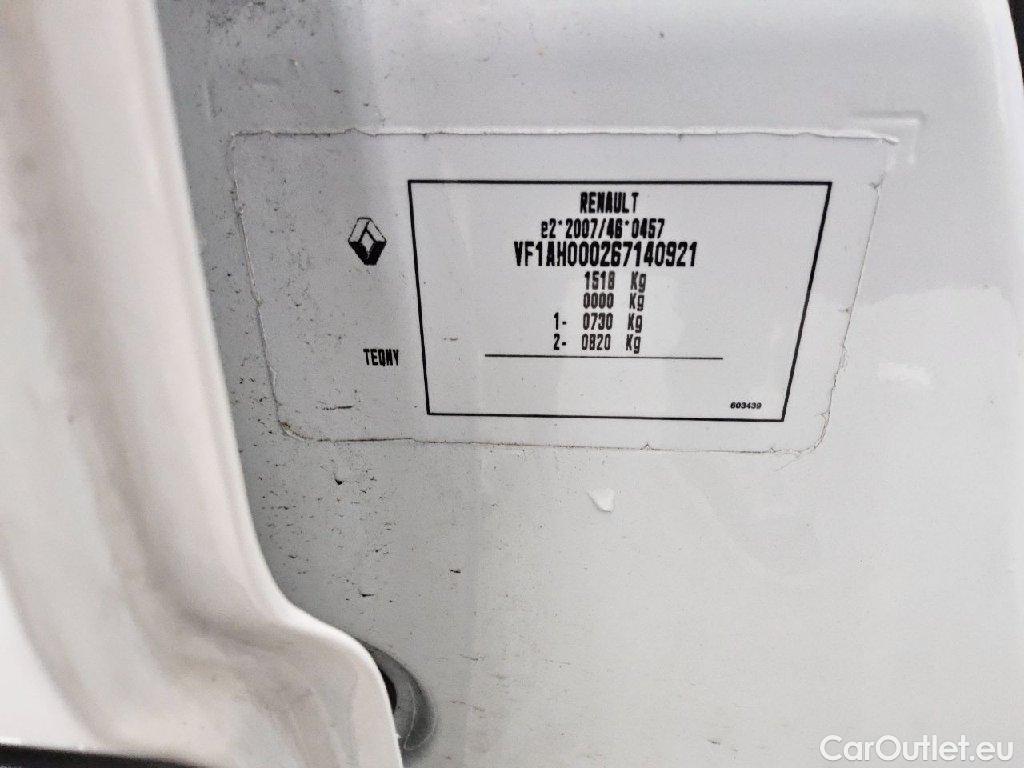 RENAULT
e2*2007/46*0457
VF1AH000267140921
1518 Kg
0000 Kg
1- 0730 Kg
2- 0820 Kg
TEQNV
603439
CarOutlet.eu